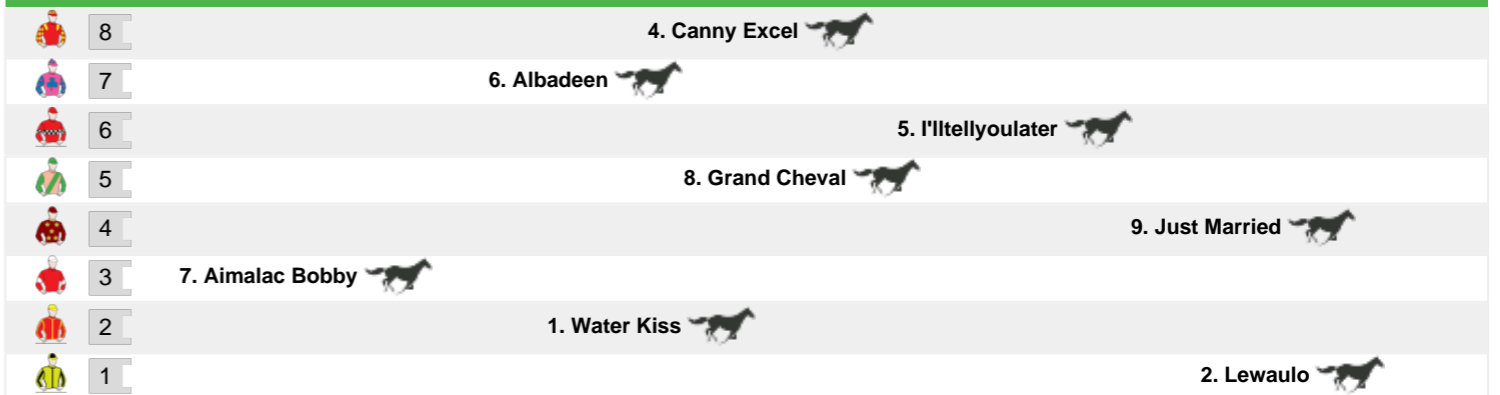 8 4. Canny Excel
7 6. Albadeen
6 5. I'lltellyoulater
5 8. Grand Cheval
4 9. Just Married
3 7. Aimalac Bobby
2 1. Water Kiss
1 2. Lewaulo